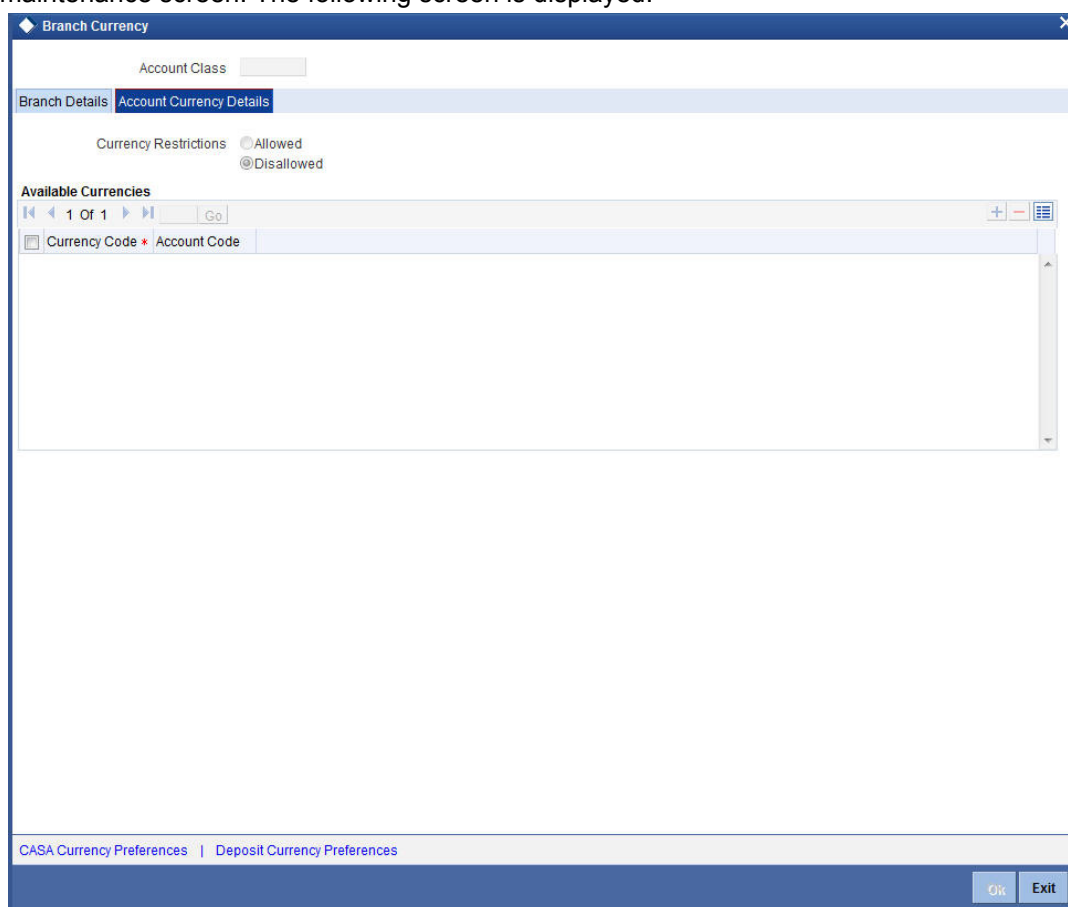 maintenance screen. The following screen is displayed.
Branch Currency
Account Class
Branch Details Account Currency Details
Currency Restrictions Allowed
Disallowed
Available Currencies
1 Of 1 Go
Currency Code * Account Code
CASA Currency Preferences | Deposit Currency Preferences
Ok Exit